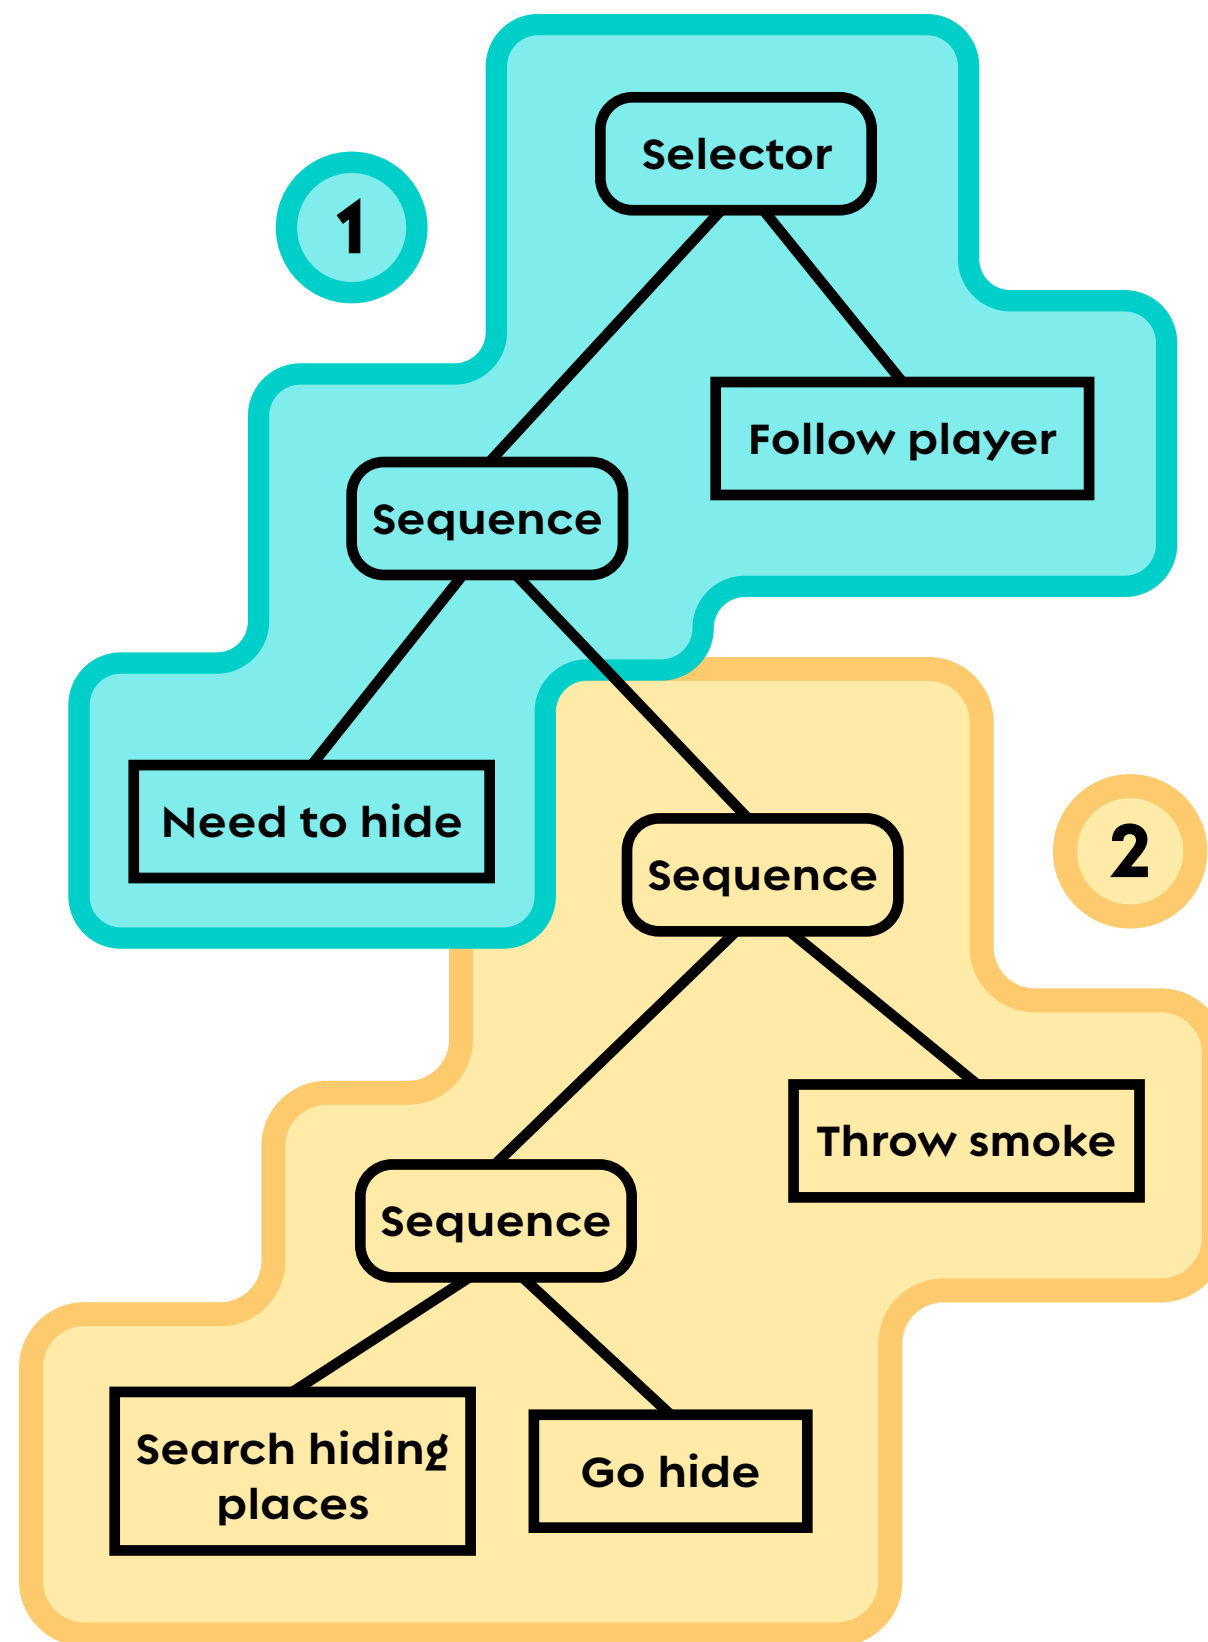 Selector
1
Follow player
Sequence
Need to hide
2
Sequence
Throw smoke
Sequence
Search hiding
places
Go hide